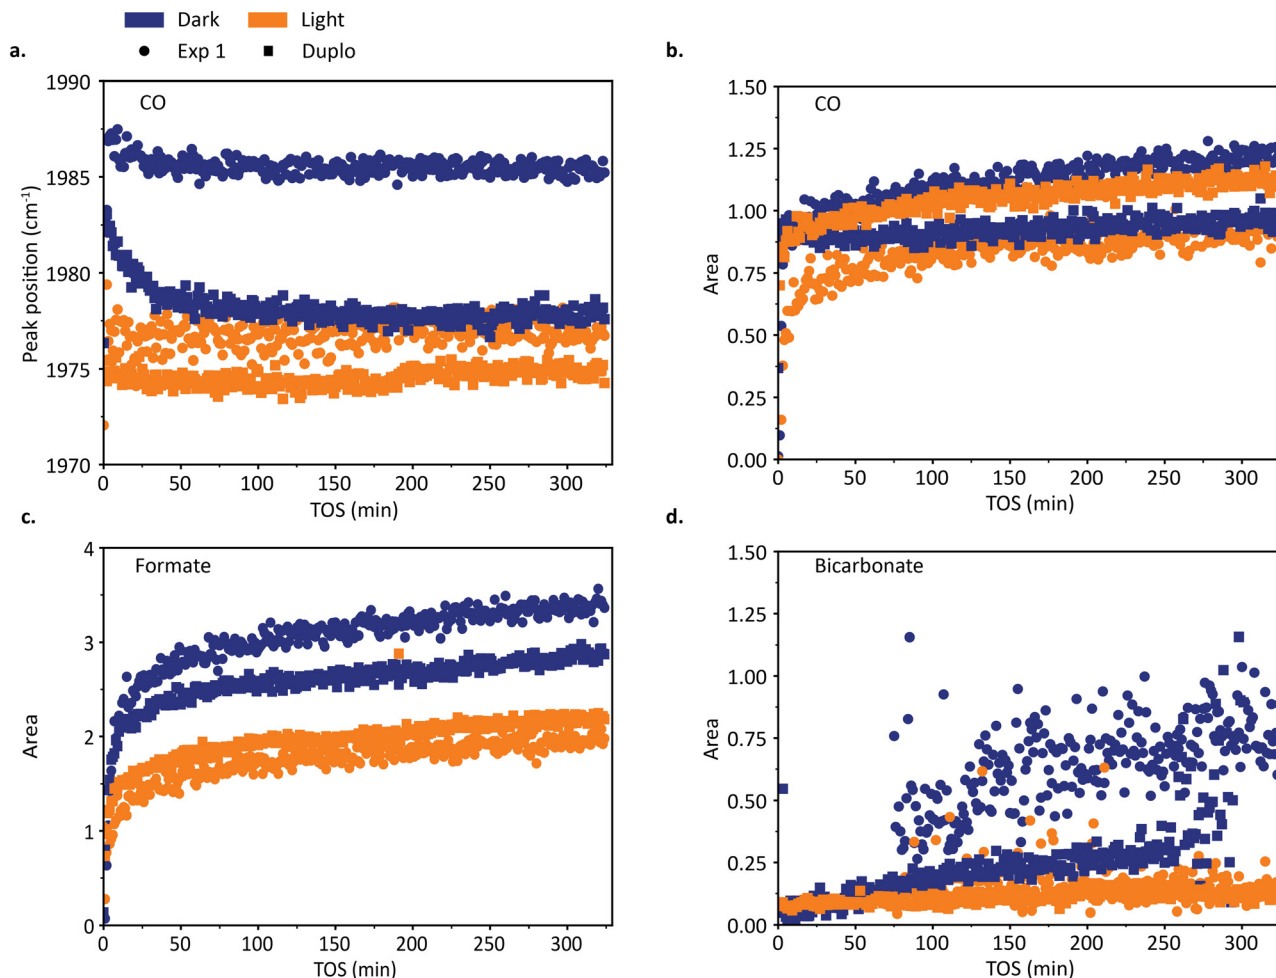 Dark Light
Exp 1 Duplo
a.
CO
Peak position (cm⁻¹)
1990
1985
1980
1975
1970
0 50 100 150 200 250 300
TOS (min)
b.
CO
Area
1.50
1.25
1.00
0.75
0.50
0.25
0.00
0 50 100 150 200 250 300
TOS (min)
c.
Formate
Area
4
3
2
1
0
0 50 100 150 200 250 300
TOS (min)
d.
Bicarbonate
Area
1.50
1.25
1.00
0.75
0.50
0.25
0.00
0 50 100 150 200 250 300
TOS (min)